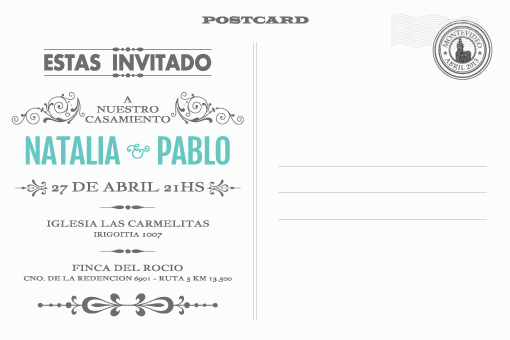 POSTCARD
ESTAS INVITADO
A
NUESTRO
CASAMIENTO
NATALIA & PABLO
27 DE ABRIL 21HS
IGLESIA LAS CARMELITAS
IRIGOITIA 1007
FINCA DEL ROCIO
CNO. DE LA REDENCION 6901 - RUTA 5 KM 13.500
MONTEVIDEO
ABRIL 2013